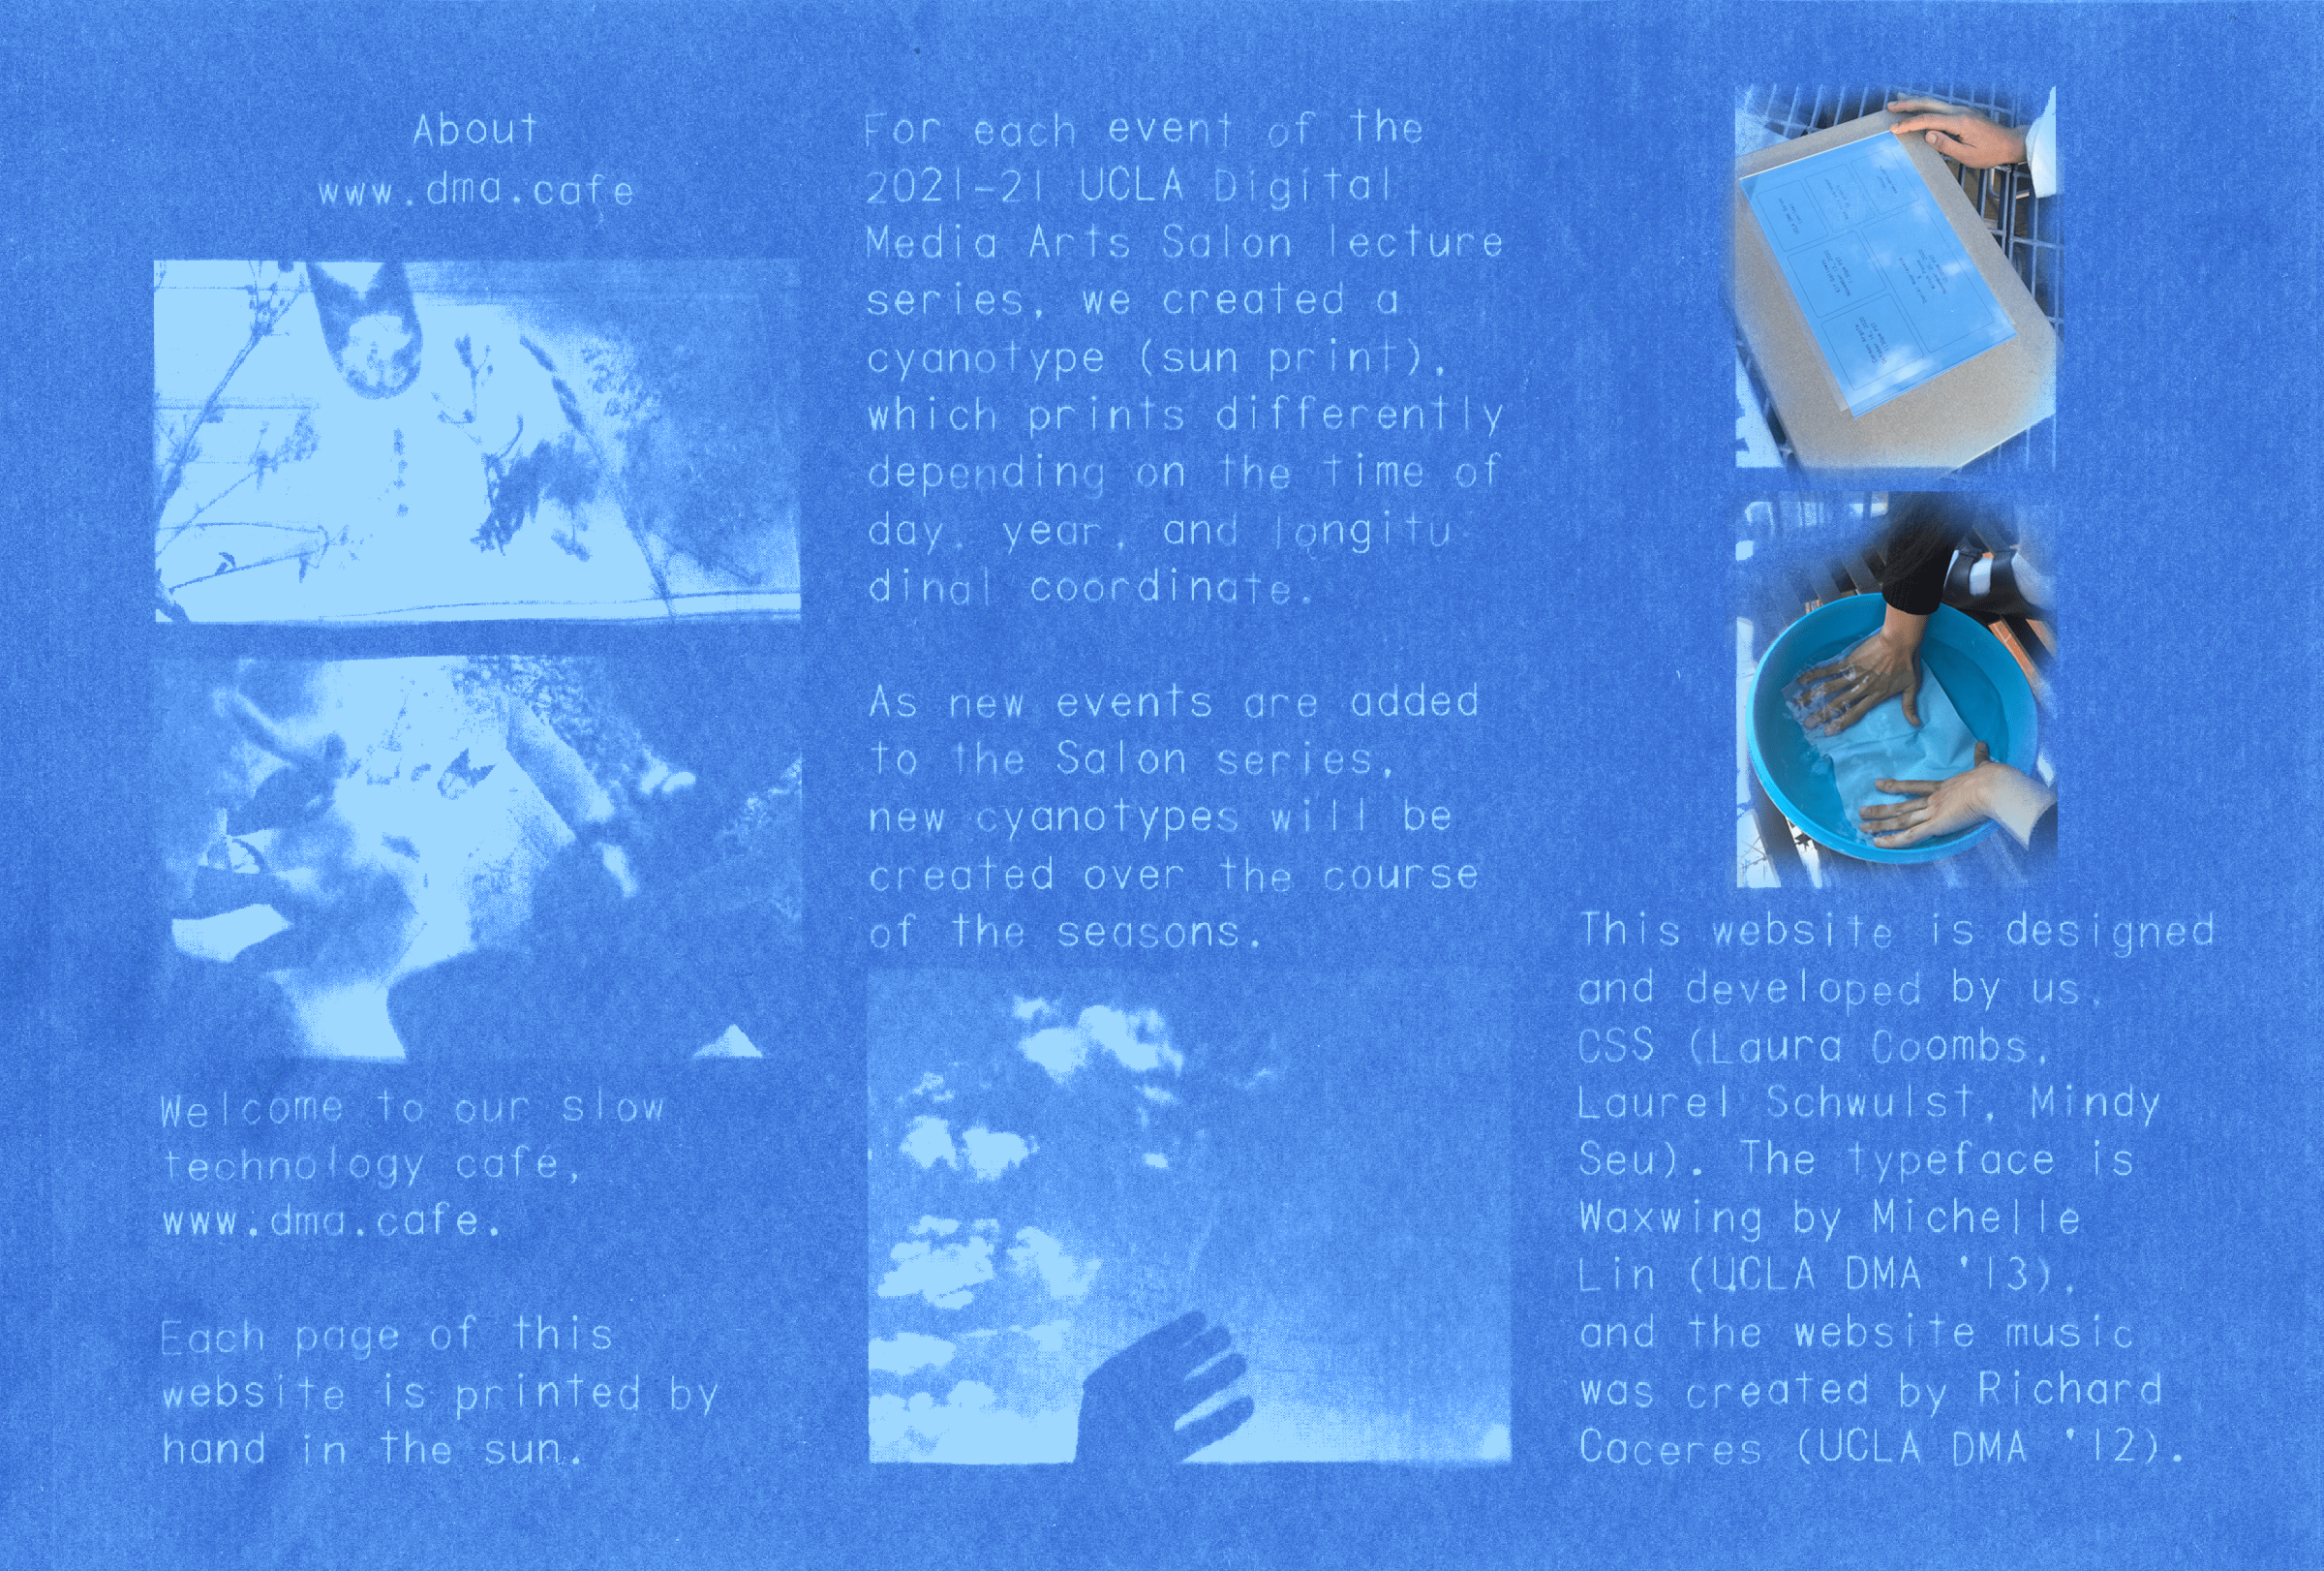 About
www.dma.cafe
Welcome to our slow
technology cafe,
www.dma.cafe.
Each page of this
website is printed by
hand in the sun.
For each event of the
2021-21 UCLA Digital
Media Arts Salon lecture
series, we created a
cyanotype (sun print),
which prints differently
depending on the time of
day, year, and longitu-
dinal coordinate.
As new events are added
to the Salon series,
new cyanotypes will be
created over the course
of the seasons.
This website is designed
and developed by us,
CSS (Laura Coombs,
Laurel Schwulst, Mindy
Seu). The typeface is
Waxwing by Michelle
Lin (UCLA DMA '13),
and the website music
was created by Richard
Caceres (UCLA DMA '12).